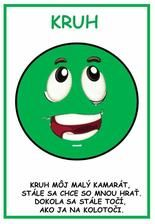 KRUH
KRUH MÔJ MALÝ KAMARÁT,
STÁLE SA CHCE SO MNOU HRAŤ.
DOKOLA SA STÁLE TOČÍ,
AKO JA NA KOLOTOČI.